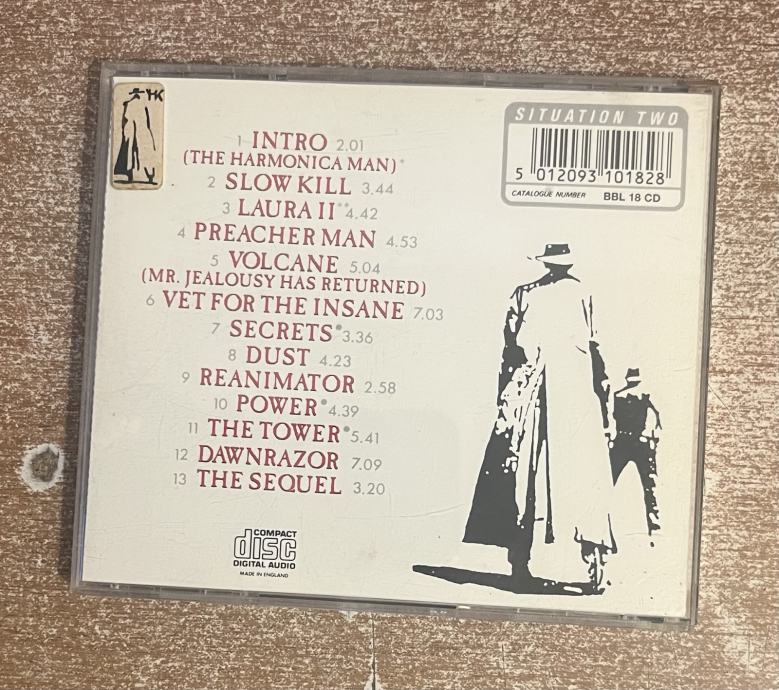 1 INTRO 2.01
(THE HARMONICA MAN)*
2 SLOW KILL 3.44
3 LAURA II**4.42
4 PREACHER MAN 4.53
5 VOLCANE 5.04
(MR. JEALOUSY HAS RETURNED)
6 VET FOR THE INSANE 7.03
7 SECRETS*3.36
8 DUST 4.23
9 REANIMATOR 2.58
10 POWER*4.39
11 THE TOWER*5.41
12 DAWNRAZOR 7.09
13 THE SEQUEL 3.20
COMPACT
disc
DIGITAL AUDIO
MADE IN ENGLAND
SITUATION TWO
5 012093 101828
CATALOGUE NUMBER BBL 18 CD